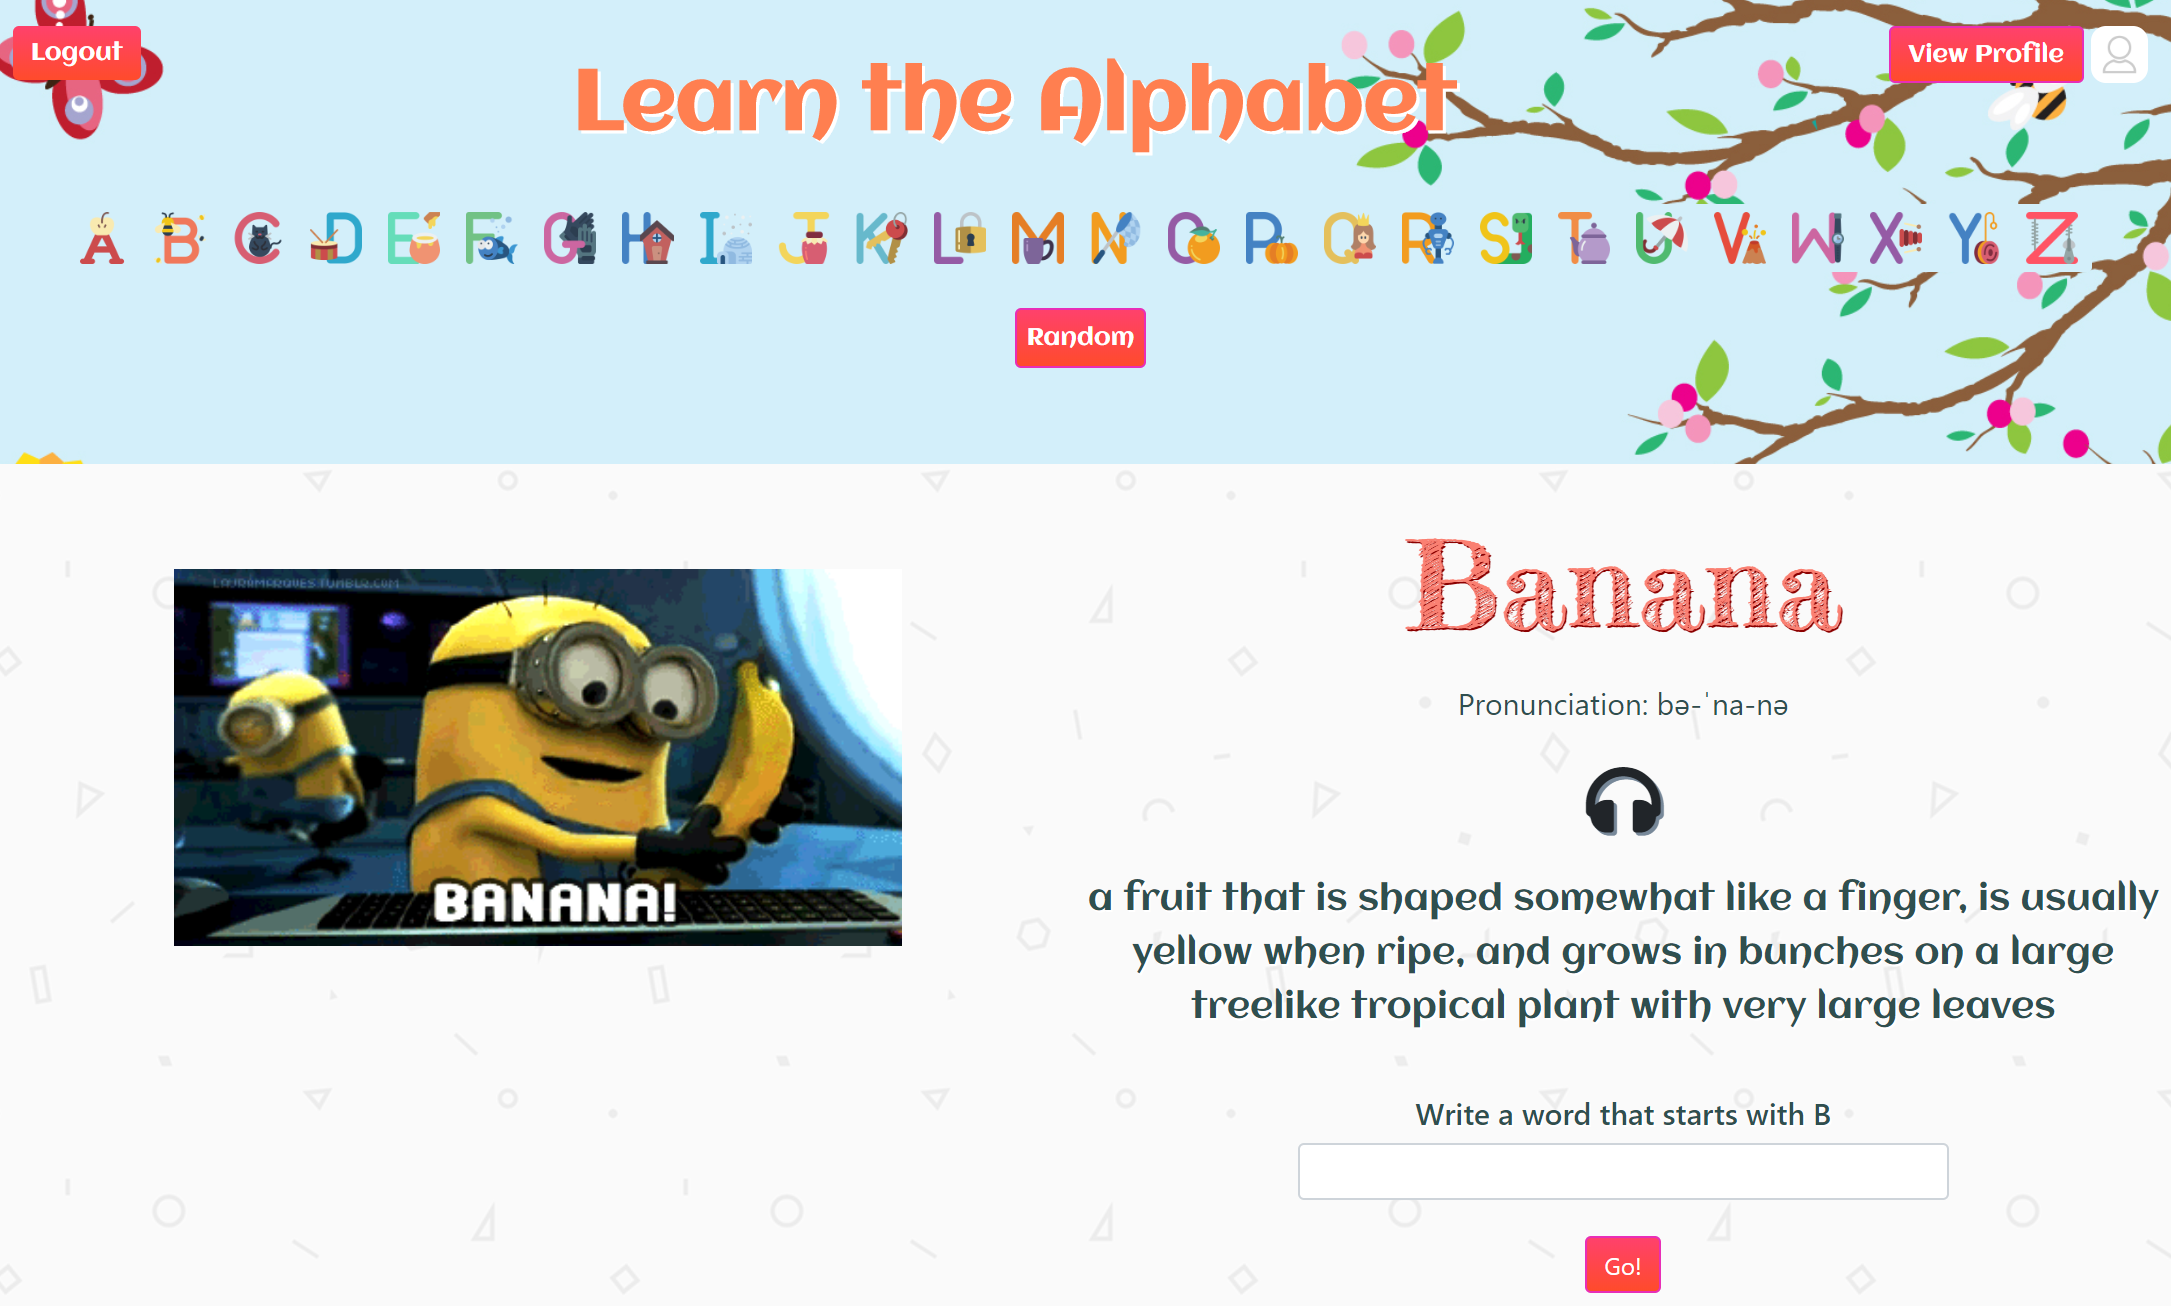 Logout
View Profile
Learn the Alphabet
A B C D E F G H I J K L M N O P Q R S T U V W X Y Z
Random
LAURAMARQUES.TUMBLR.COM
BANANA!
Banana
Pronunciation: bə-ˈna-nə
a fruit that is shaped somewhat like a finger, is usually
yellow when ripe, and grows in bunches on a large
treelike tropical plant with very large leaves
Write a word that starts with B
Go!